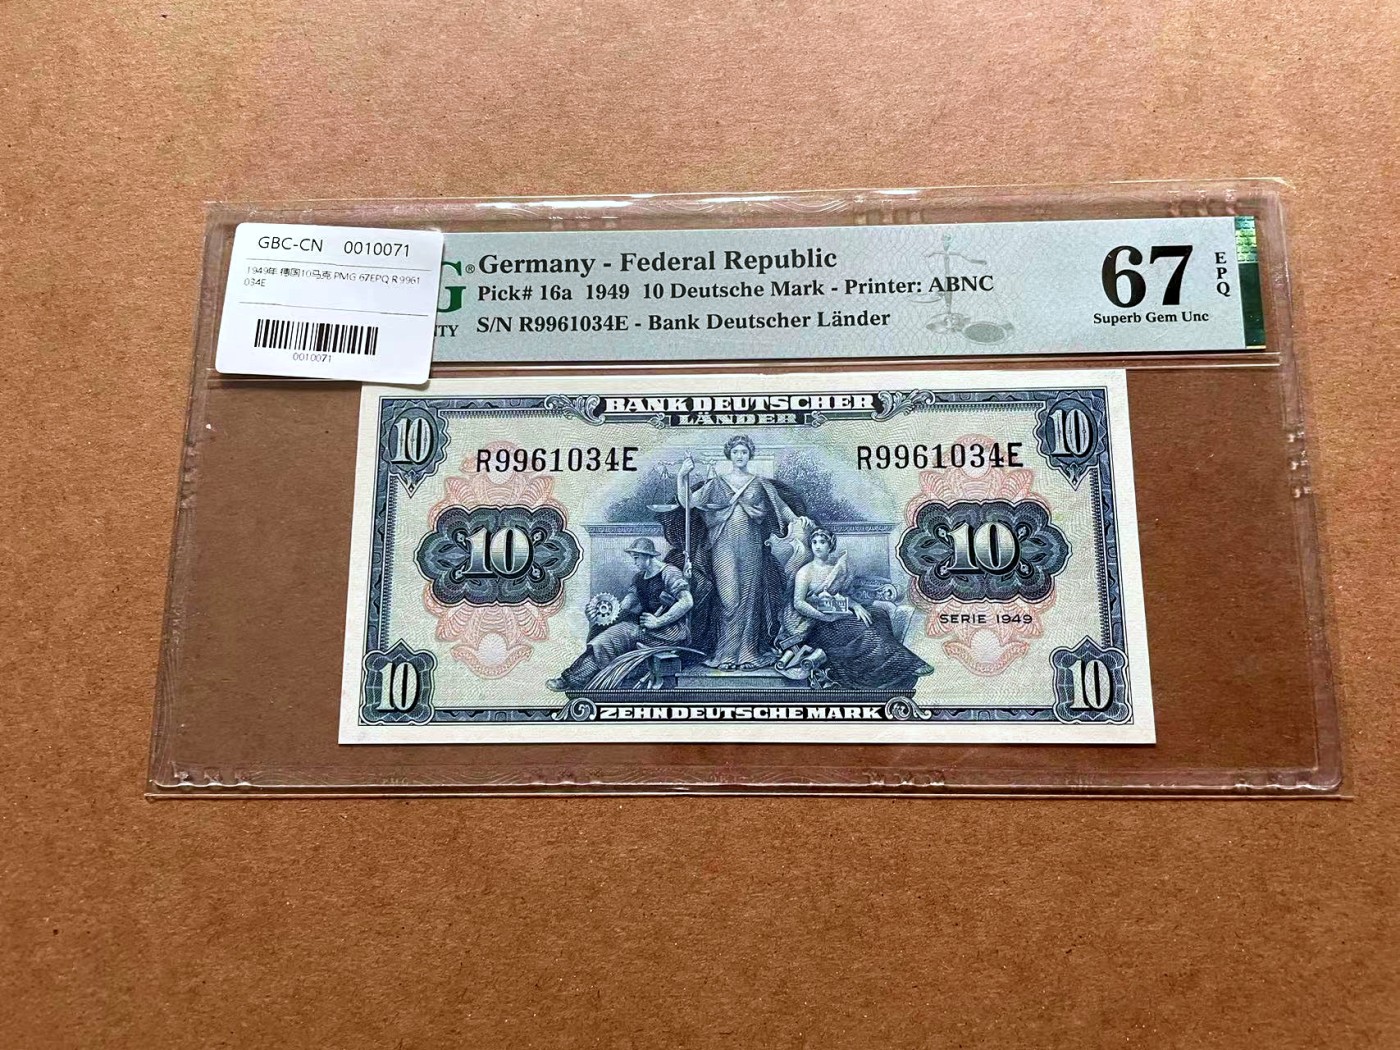 GBC-CN 0010071
1949年 德国10马克 PMG 67EPQ R 9961
034E
0010071
G®
NTY
Germany - Federal Republic
Pick# 16a 1949 10 Deutsche Mark - Printer: ABNC
S/N R9961034E - Bank Deutscher Länder
67
EPQ
Superb Gem Unc
BANK DEUTSCHER
LÄNDER
10
10
R9961034E
R9961034E
10
10
SERIE 1949
10
10
ZEHN DEUTSCHE MARK